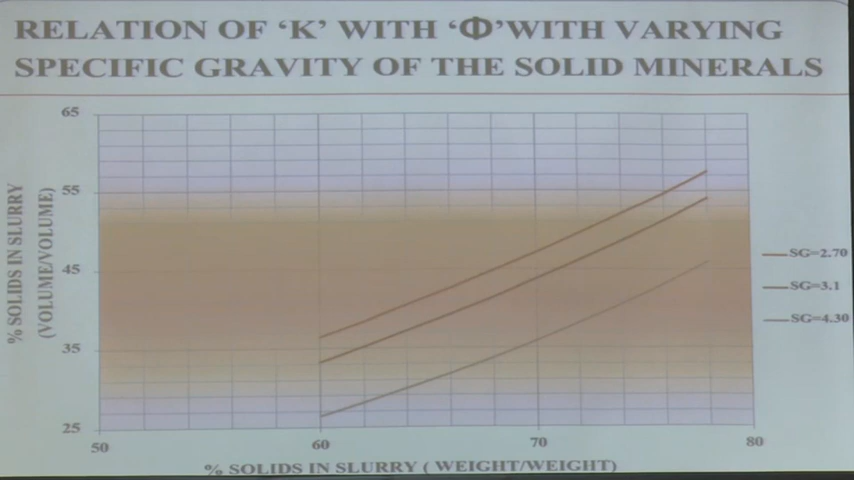 RELATION OF ‘K’ WITH ‘Φ’WITH VARYING
SPECIFIC GRAVITY OF THE SOLID MINERALS
% SOLIDS IN SLURRY
(VOLUME/VOLUME)
65
55
45
35
25
50
60
70
80
% SOLIDS IN SLURRY ( WEIGHT/WEIGHT)
SG=2.70
SG=3.1
SG=4.30